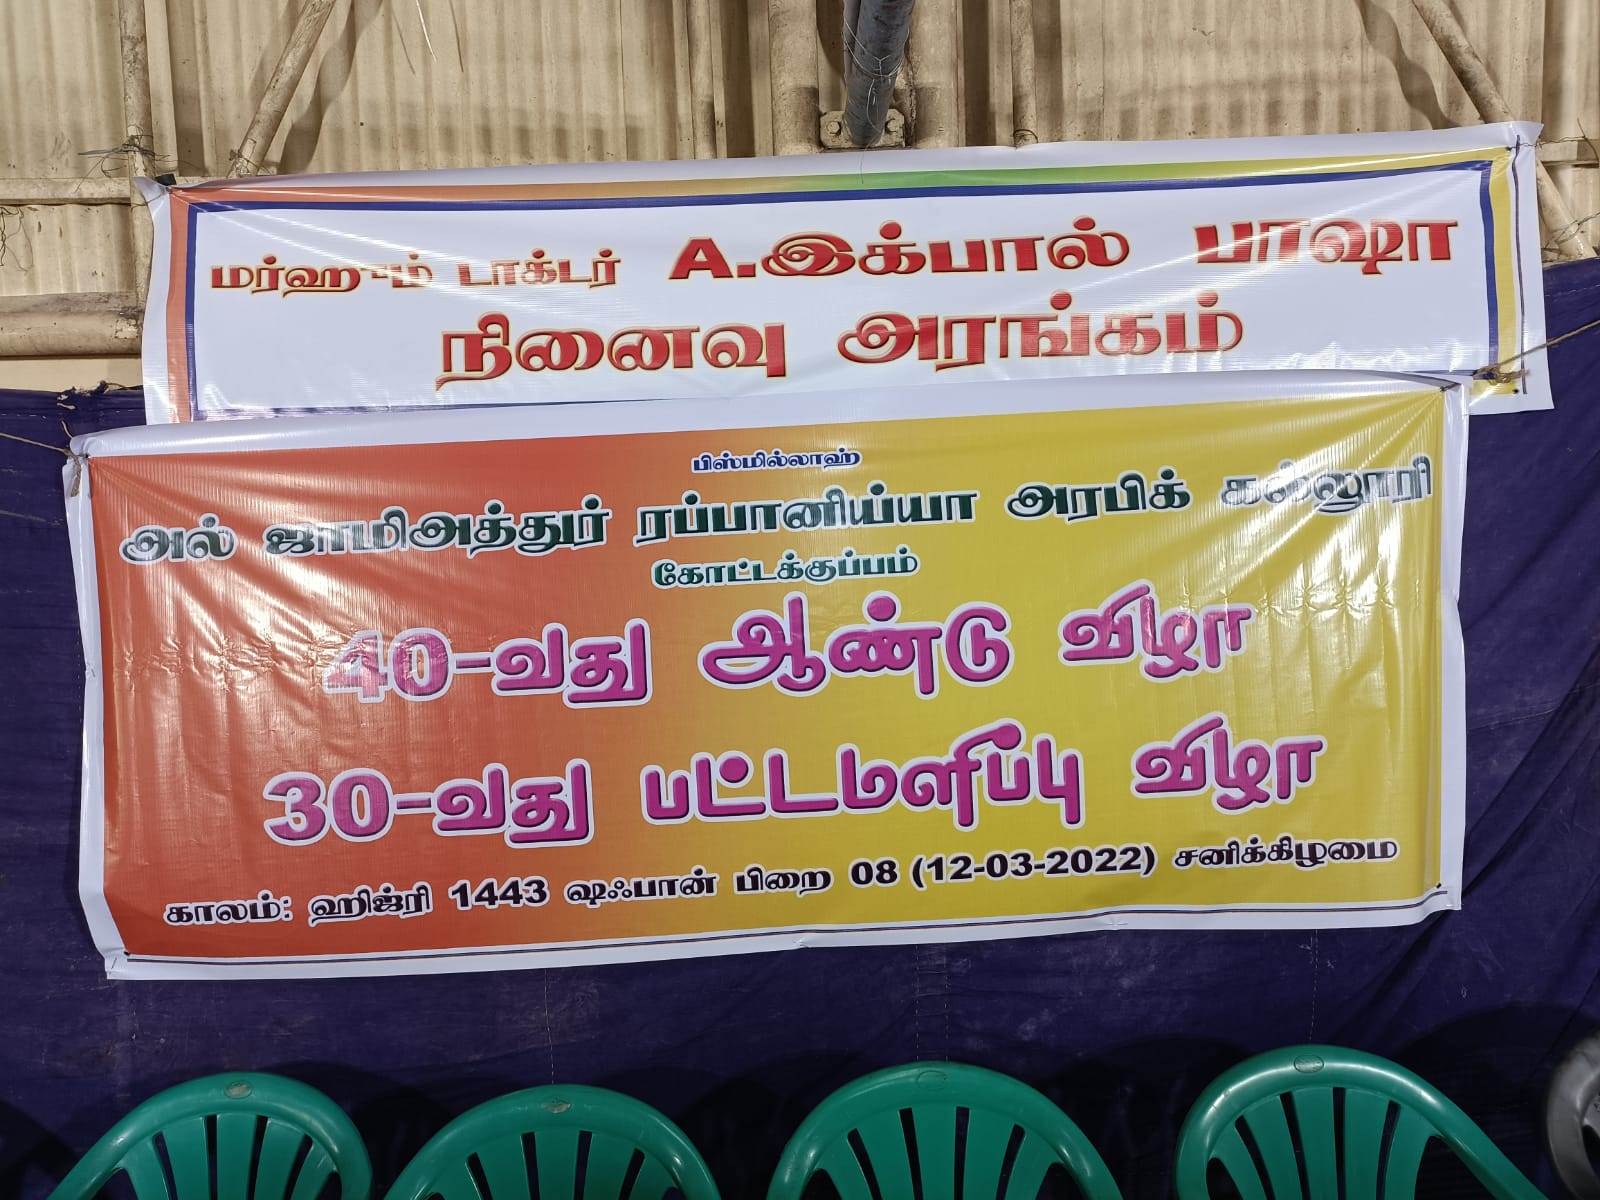 மர்ஹூம் டாக்டர் A.இக்பால் பாஷா
நினைவு அரங்கம்
பிஸ்மில்லாஹ்
அல் ஜாமிஅத்துர் ரப்பானிய்யா அரபிக் கல்லூரி
கோட்டக்குப்பம்
40-வது ஆண்டு விழா
30-வது பட்டமளிப்பு விழா
காலம்: ஹிஜ்ரி 1443 ஷஃபான் பிறை 08 (12-03-2022) சனிக்கிழமை